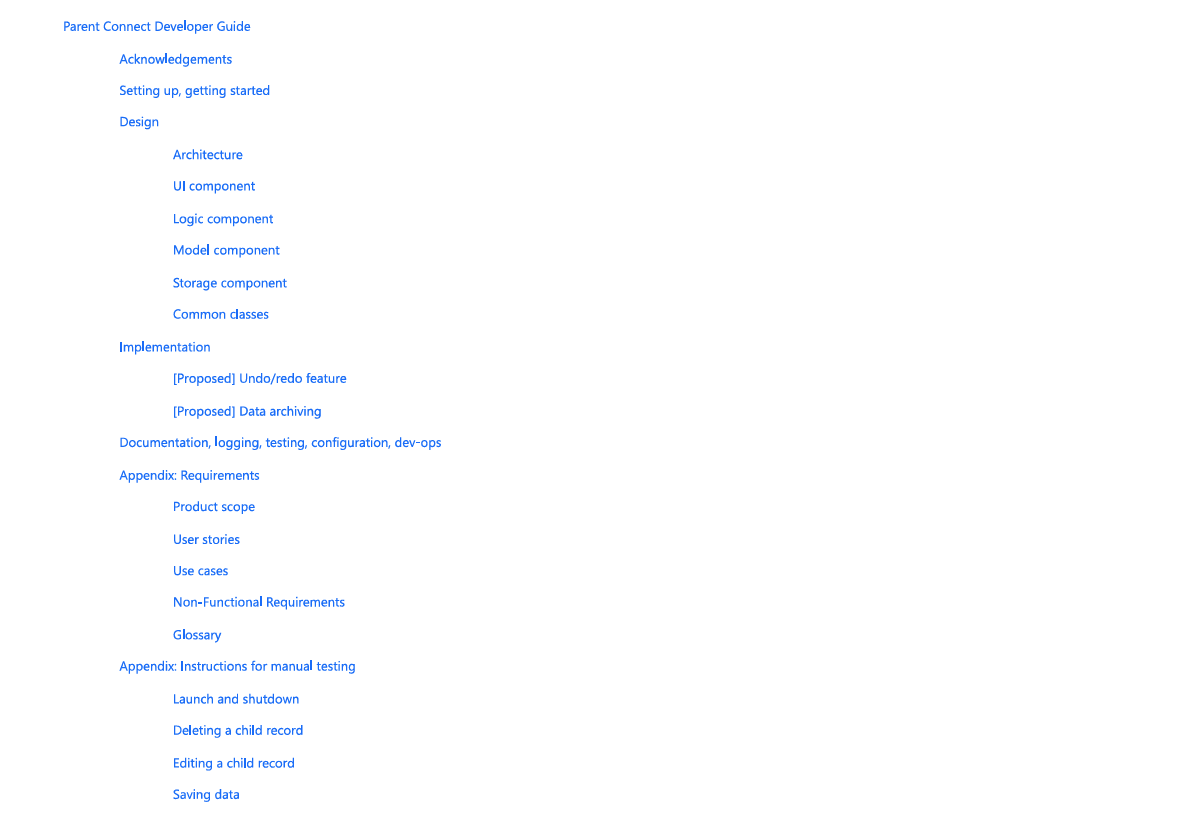 Parent Connect Developer Guide
Acknowledgements
Setting up, getting started
Design
Architecture
UI component
Logic component
Model component
Storage component
Common classes
Implementation
[Proposed] Undo/redo feature
[Proposed] Data archiving
Documentation, logging, testing, configuration, dev-ops
Appendix: Requirements
Product scope
User stories
Use cases
Non-Functional Requirements
Glossary
Appendix: Instructions for manual testing
Launch and shutdown
Deleting a child record
Editing a child record
Saving data